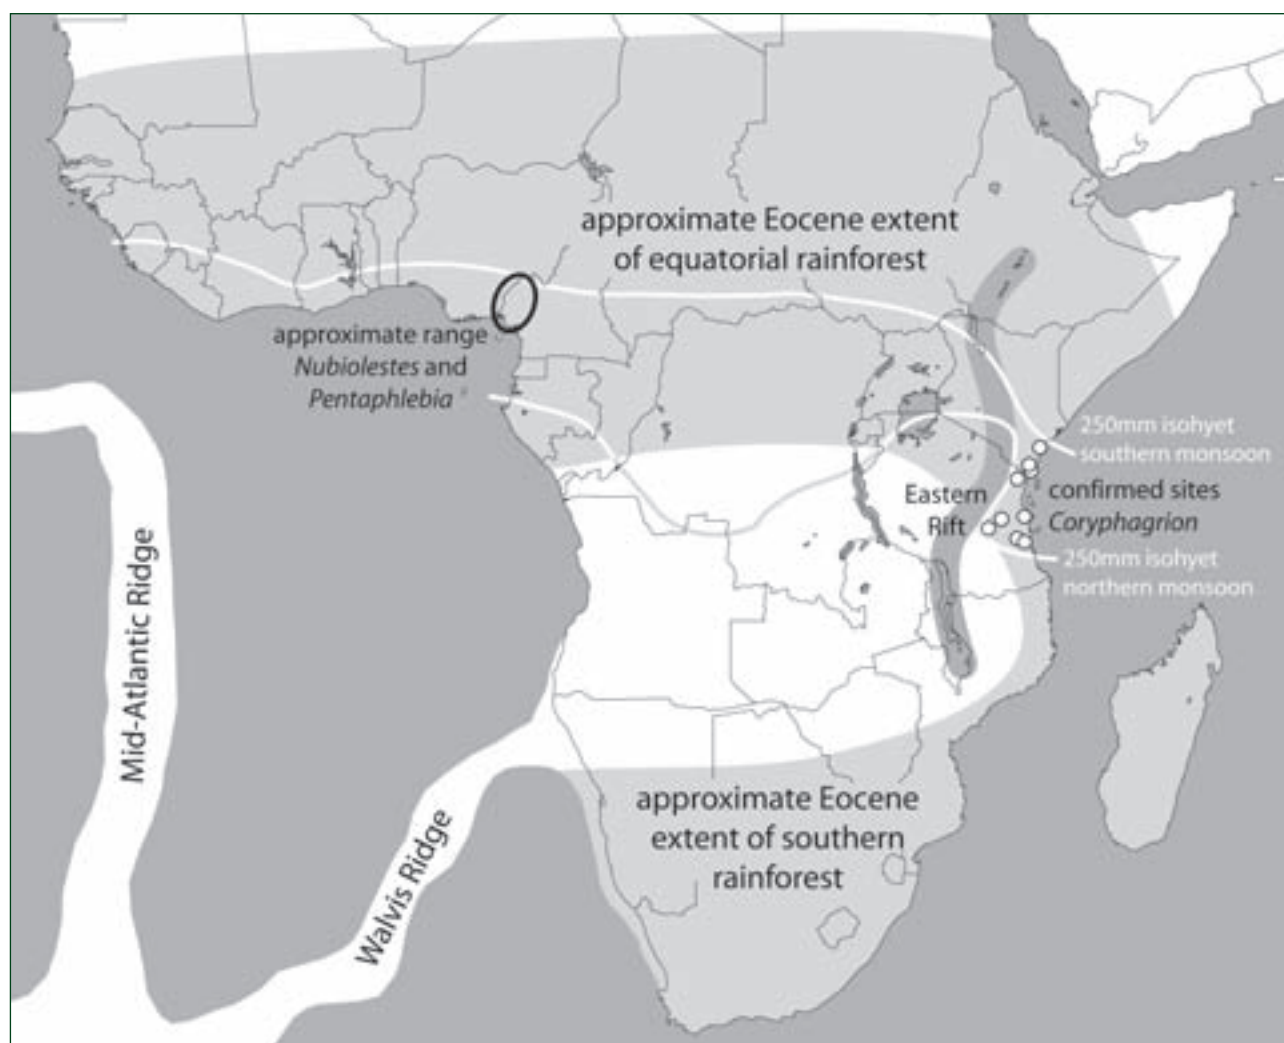 approximate Eocene extent
of equatorial rainforest
approximate range
Nubiolestes and
Pentaphlebia
250mm isohyet
southern monsoon
Eastern
Rift
confirmed sites
Coryphagrion
250mm isohyet
northern monsoon
Mid-Atlantic Ridge
Walvis Ridge
approximate Eocene
extent of southern
rainforest